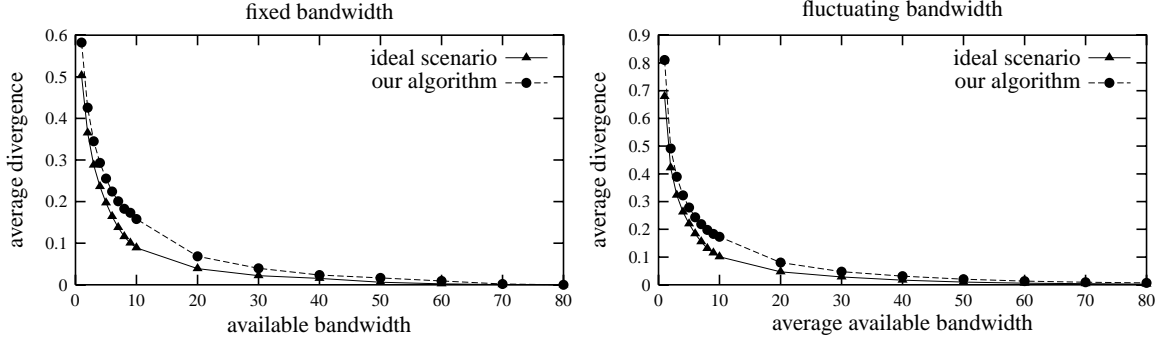 fixed bandwidth
0.6
0.5
0.4
0.3
0.2
0.1
0
average divergence
ideal scenario
our algorithm
0 10 20 30 40 50 60 70 80
available bandwidth
fluctuating bandwidth
0.9
0.8
0.7
0.6
0.5
0.4
0.3
0.2
0.1
0
average divergence
ideal scenario
our algorithm
0 10 20 30 40 50 60 70 80
average available bandwidth